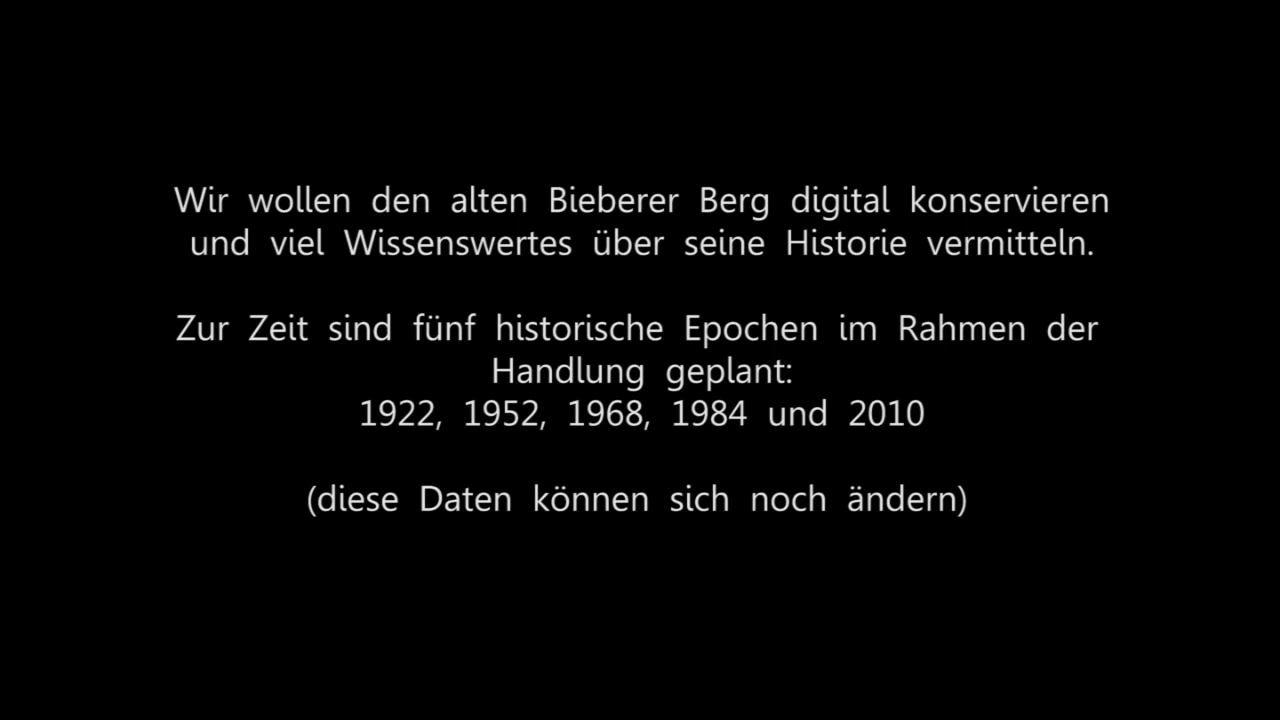 Wir wollen den alten Bieberer Berg digital konservieren
und viel Wissenswertes über seine Historie vermitteln.
Zur Zeit sind fünf historische Epochen im Rahmen der
Handlung geplant:
1922, 1952, 1968, 1984 und 2010
(diese Daten können sich noch ändern)